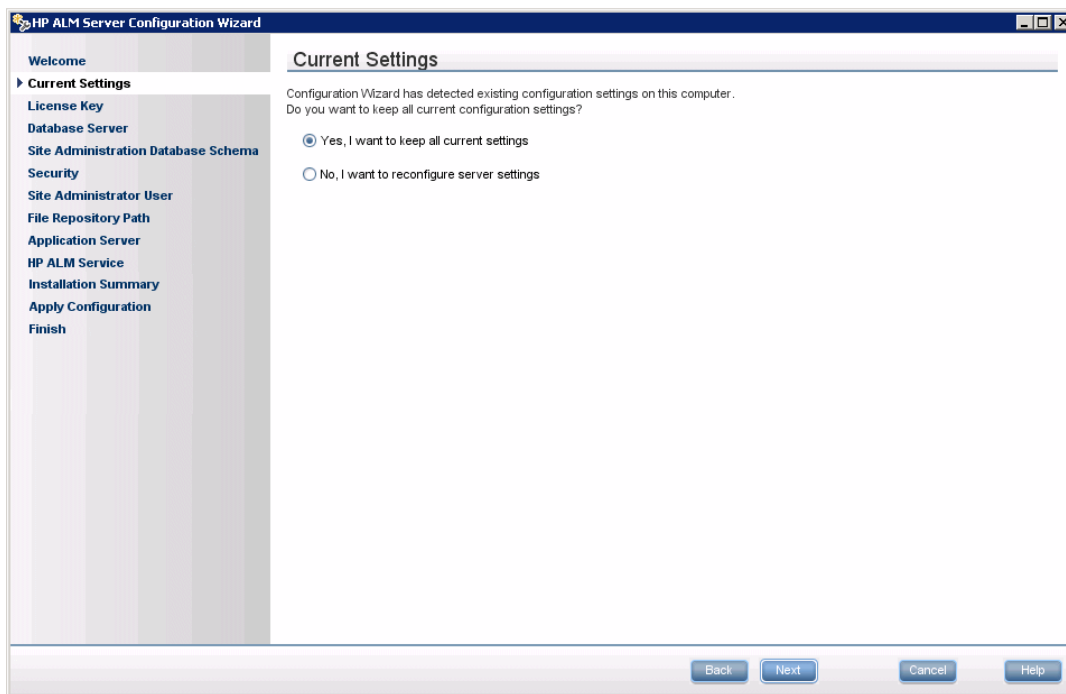 HP ALM Server Configuration Wizard
Welcome
Current Settings
License Key
Database Server
Site Administration Database Schema
Security
Site Administrator User
File Repository Path
Application Server
HP ALM Service
Installation Summary
Apply Configuration
Finish
Current Settings
Configuration Wizard has detected existing configuration settings on this computer.
Do you want to keep all current configuration settings?
Yes, I want to keep all current settings
No, I want to reconfigure server settings
Back
Next
Cancel
Help